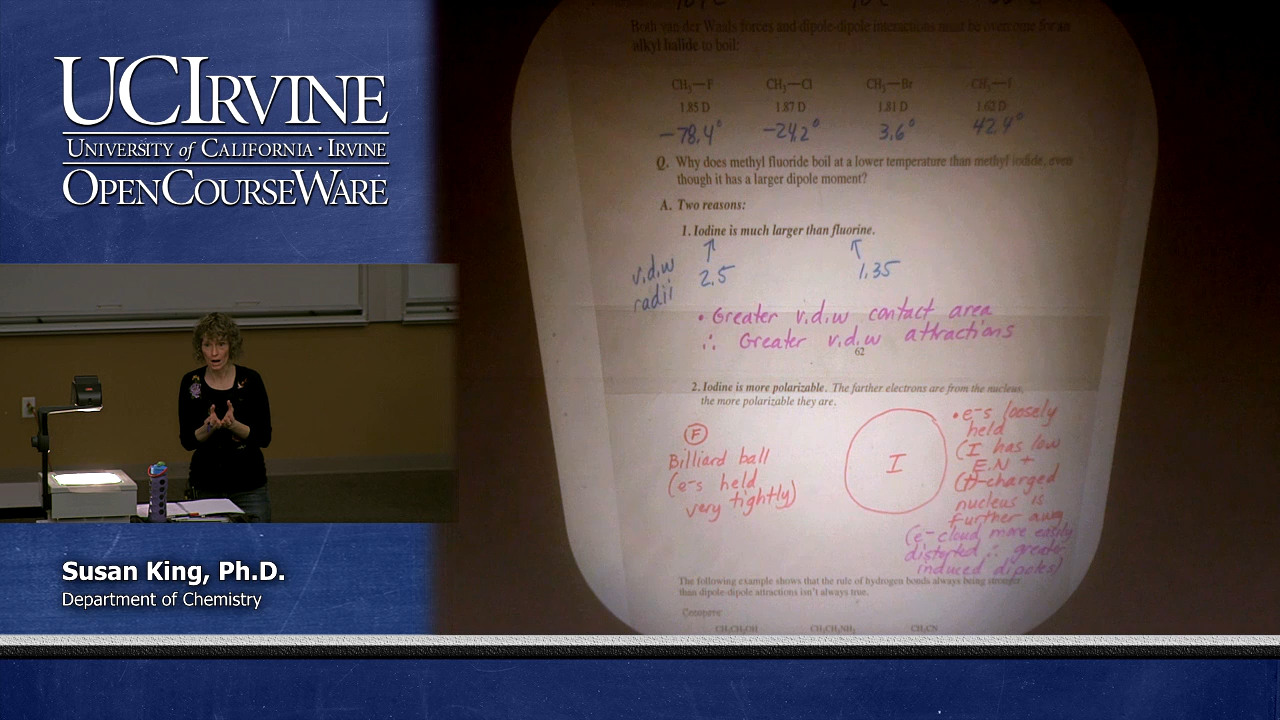 UCIRVINE
UNIVERSITY of CALIFORNIA · IRVINE
OPENCOURSEWARE
Susan King, Ph.D.
Department of Chemistry
Both van der Waals forces and dipole-dipole interactions must be overcome for an
alkyl halide to boil:
CH₃—F CH₃—Cl CH₃—Br CH₃—I
1.85 D 1.87 D 1.81 D 1.62 D
-78.4° -24.2° 3.6° 42.4°
Q. Why does methyl fluoride boil at a lower temperature than methyl iodide, even
though it has a larger dipole moment?
A. Two reasons:
1. Iodine is much larger than fluorine.
v.d.w
radii
2.5 1.35
• Greater v.d.w contact area
∴ Greater v.d.w attractions
62
2. Iodine is more polarizable. The farther electrons are from the nucleus,
the more polarizable they are.
F
Billiard ball
(e-s held
very tightly)
I
• e-s loosely
held
(I has low
E.N +
(+)-charged
nucleus is
further away
(e- cloud more easily
distorted ∴ greater
induced dipoles)
The following example shows that the rule of hydrogen bonds always being stronger
than dipole-dipole attractions isn't always true.
Compare
CH₃CH₂OH CH₃CH₂NH₂ CH₃CN